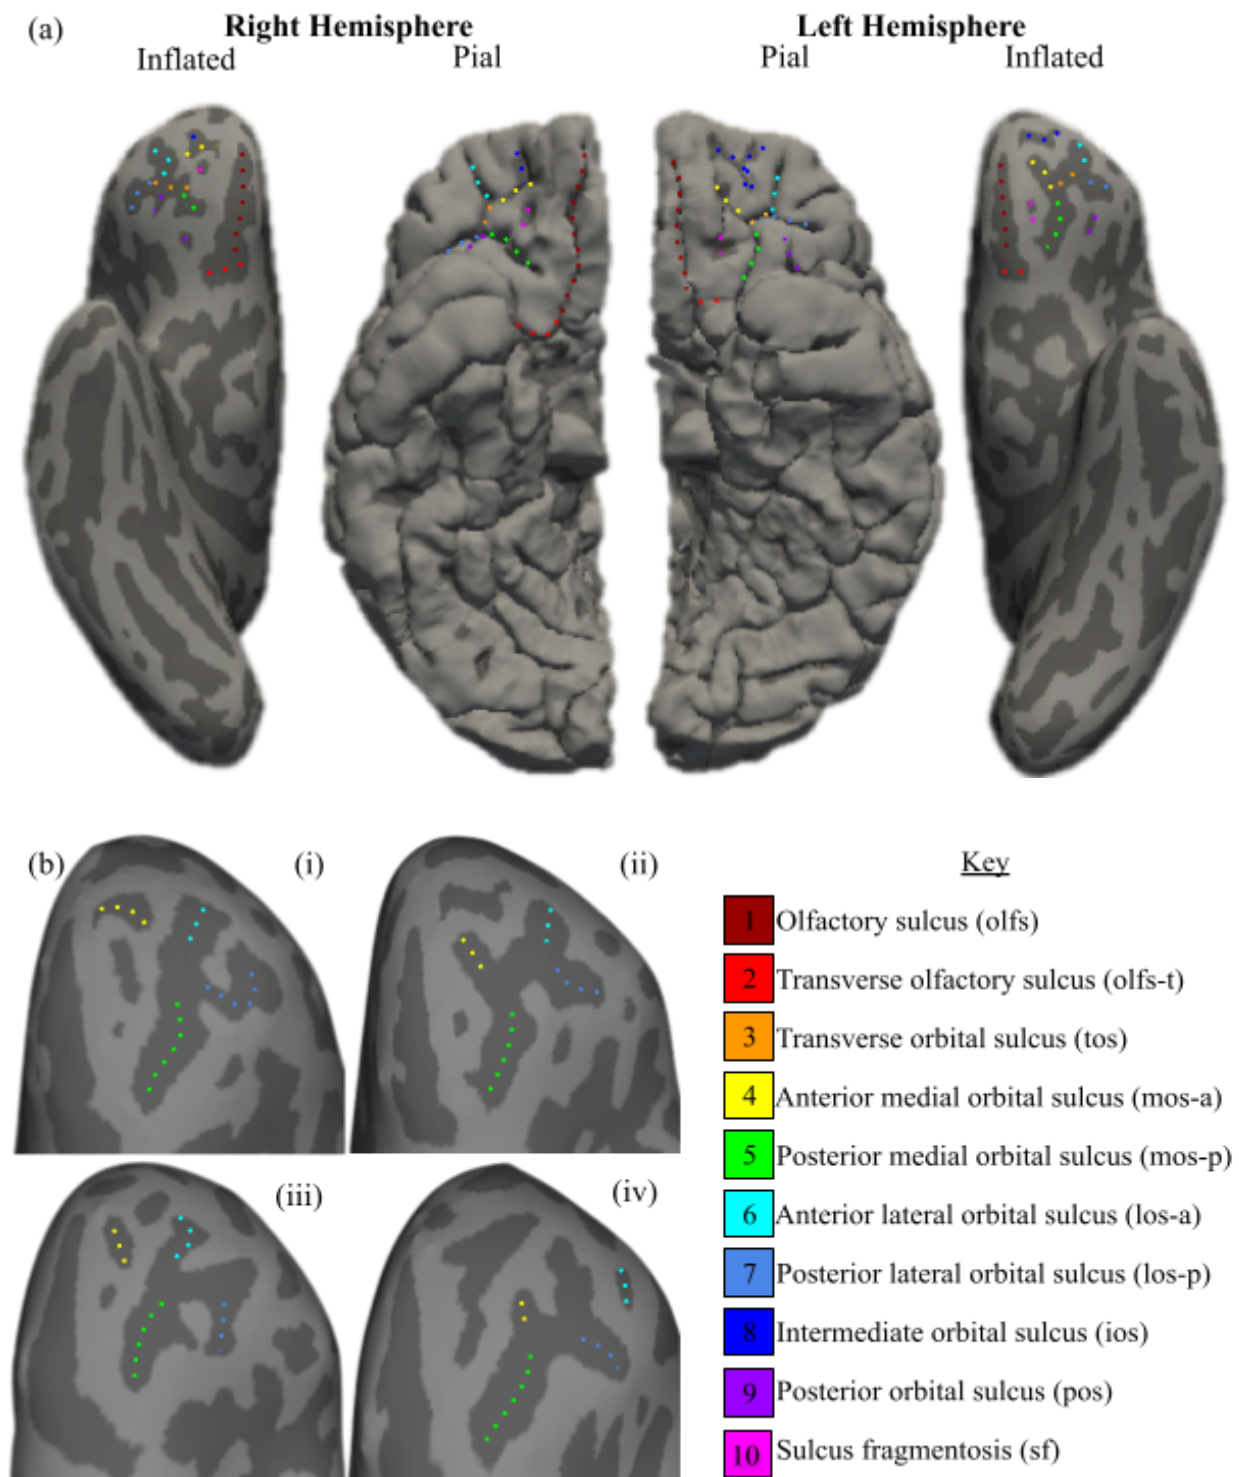 (a)
Right Hemisphere
Left Hemisphere
Inflated
Pial
Pial
Inflated
(b)
(i)
(ii)
(iii)
(iv)
Key
1 Olfactory sulcus (olfs)
2 Transverse olfactory sulcus (olfs-t)
3 Transverse orbital sulcus (tos)
4 Anterior medial orbital sulcus (mos-a)
5 Posterior medial orbital sulcus (mos-p)
6 Anterior lateral orbital sulcus (los-a)
7 Posterior lateral orbital sulcus (los-p)
8 Intermediate orbital sulcus (ios)
9 Posterior orbital sulcus (pos)
10 Sulcus fragmentosis (sf)